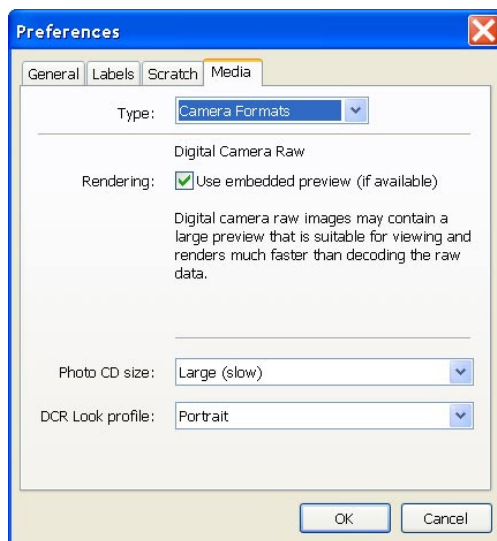 Preferences
General Labels Scratch Media
Type: Camera Formats
Digital Camera Raw
Rendering: Use embedded preview (if available)
Digital camera raw images may contain a
large preview that is suitable for viewing and
renders much faster than decoding the raw
data.
Photo CD size: Large (slow)
DCR Look profile: Portrait
OK Cancel